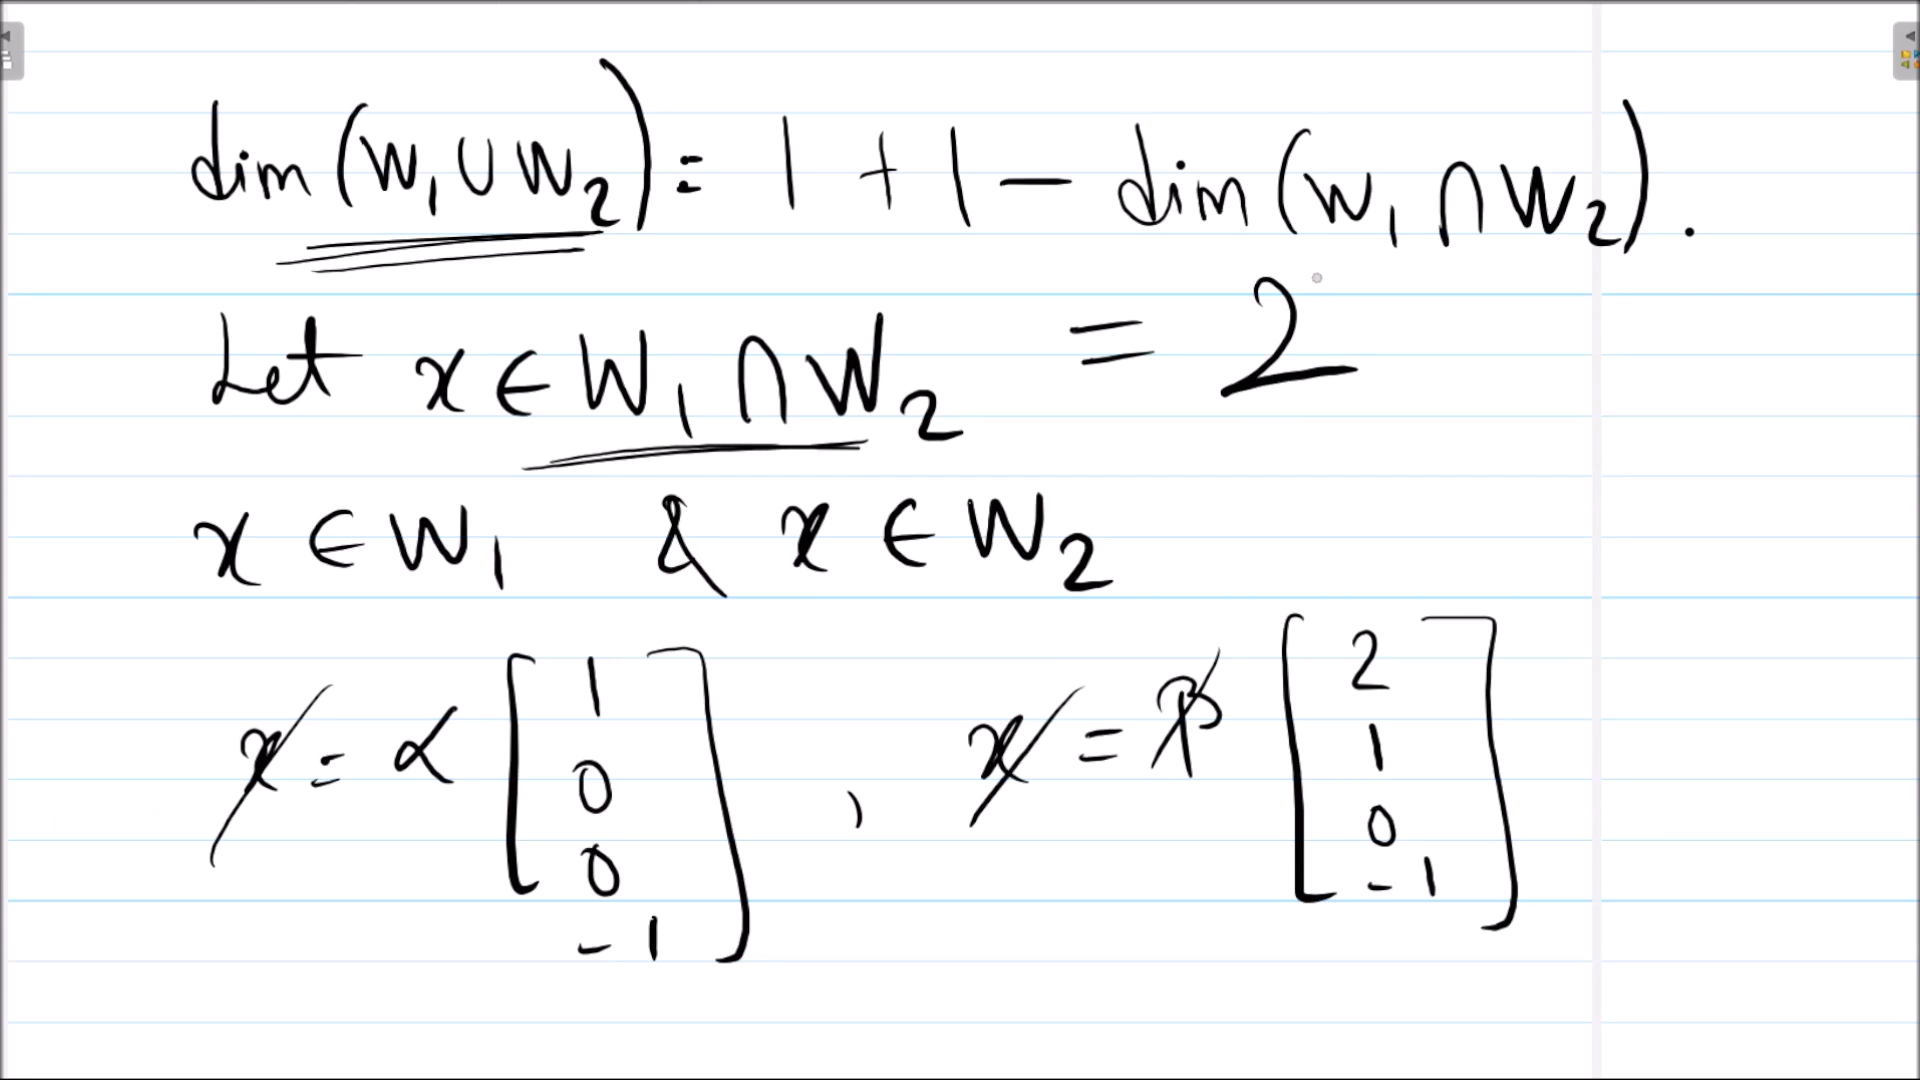 dim(W₁∪W₂) = 1 + 1 − dim(W₁∩W₂).
Let x∈W₁∩W₂ = 2
x∈W₁ & x∈W₂
x = α [1 0 0 -1] , x = β [2 1 0 -1]